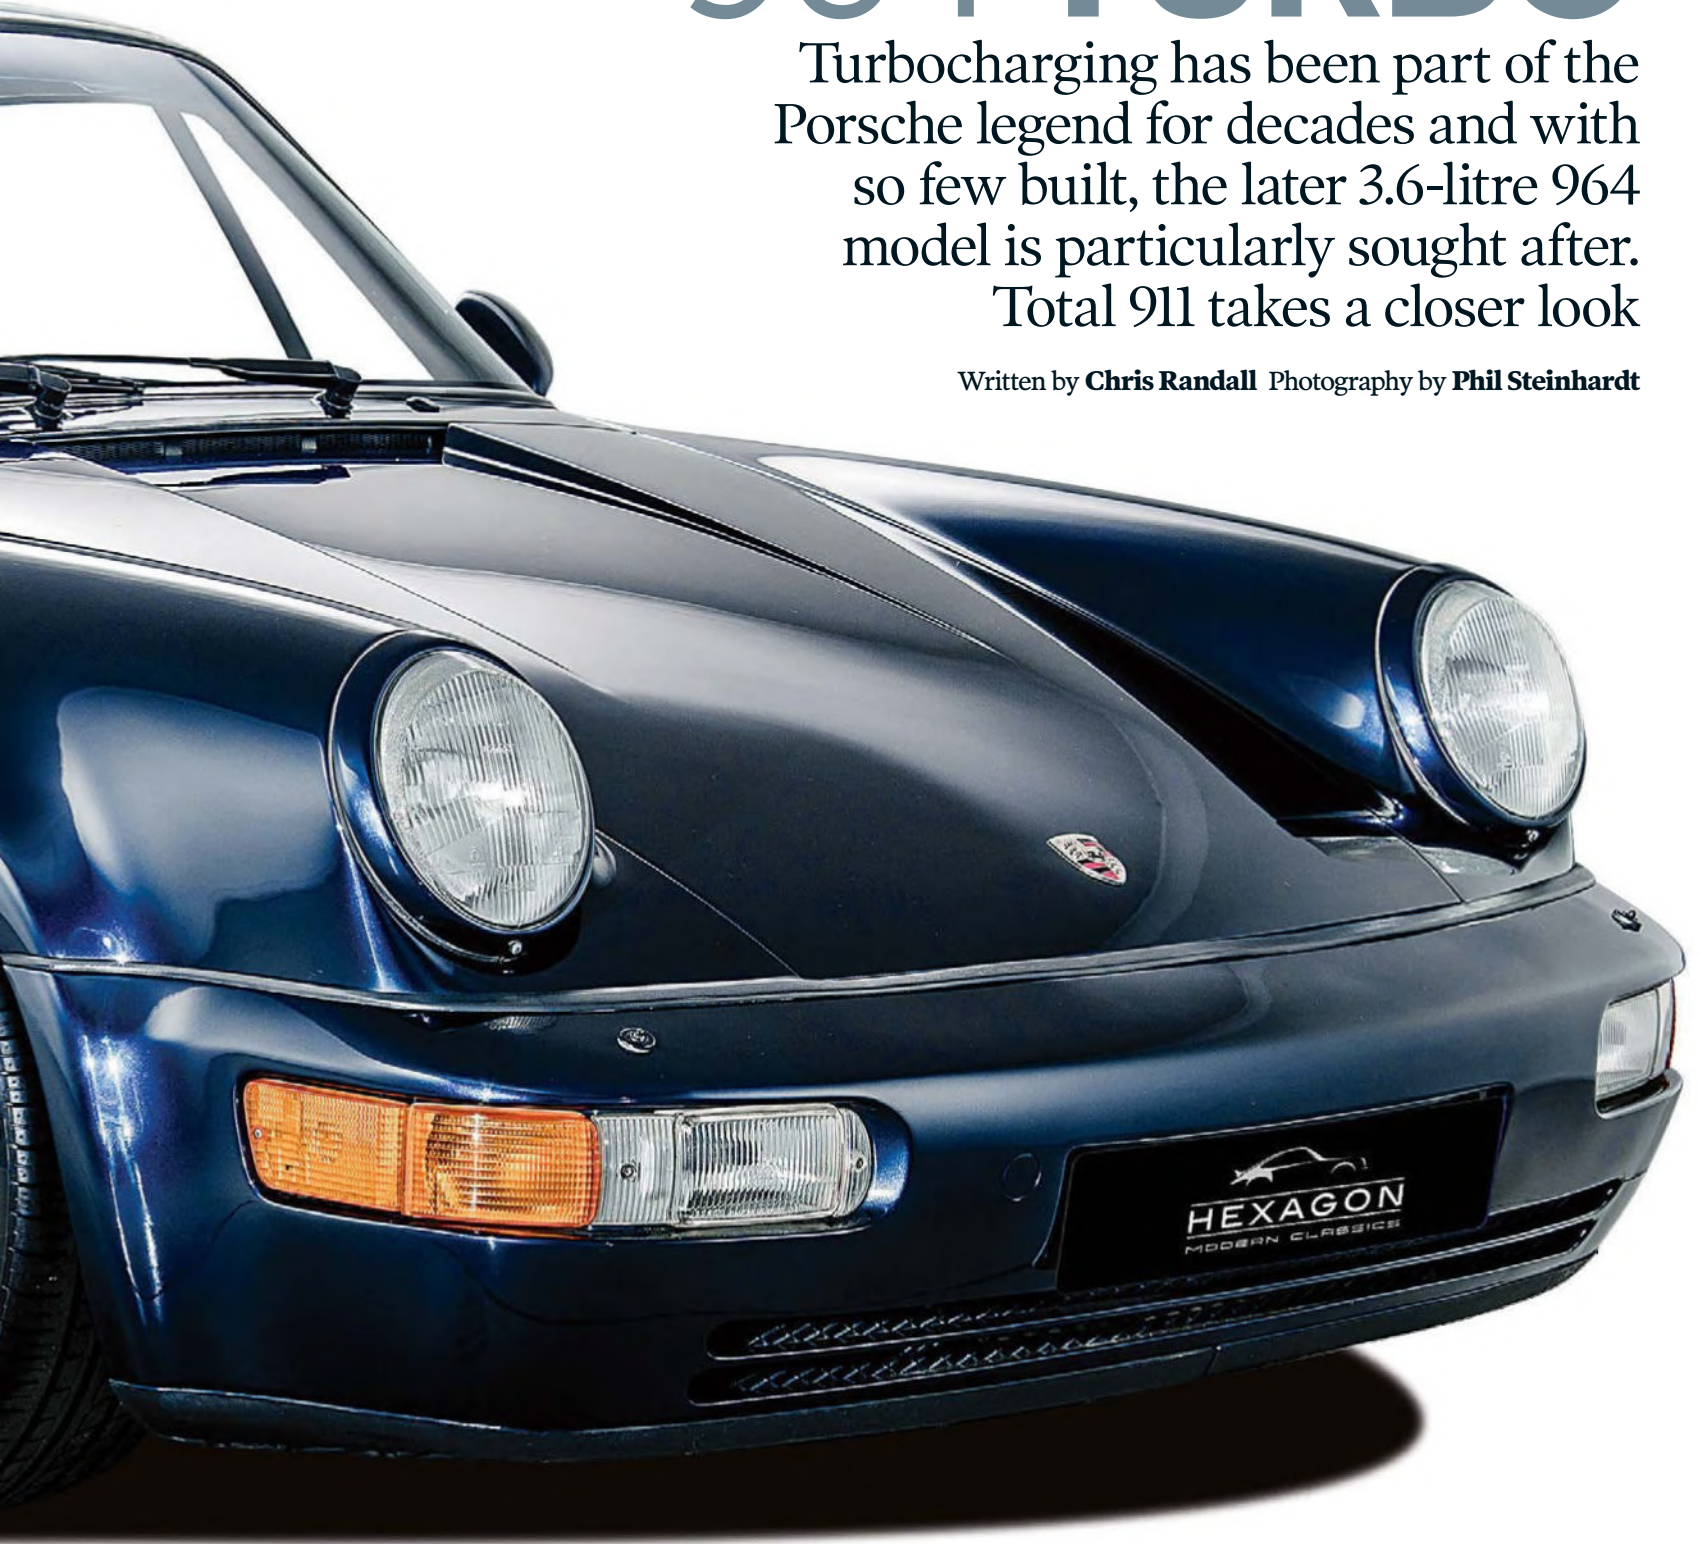 964 TURBO
Turbocharging has been part of the
Porsche legend for decades and with
so few built, the later 3.6-litre 964
model is particularly sought after.
Total 911 takes a closer look
Written by Chris Randall Photography by Phil Steinhardt
HEXAGON
MODERN CLASSICS